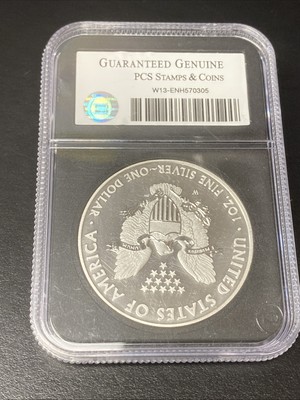 GUARANTEED GENUINE
PCS STAMPS & COINS
W13-ENH570305
UNITED STATES OF AMERICA
1 OZ. FINE SILVER~ONE DOLLAR